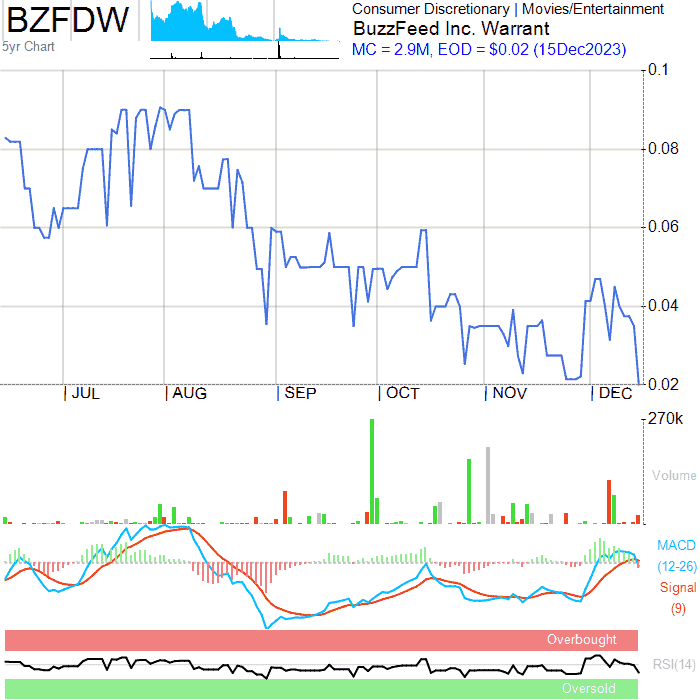 BZFDW
5yr Chart
Consumer Discretionary | Movies/Entertainment
BuzzFeed Inc. Warrant
MC = 2.9M, EOD = $0.02 (15Dec2023)
0.1
0.08
0.06
0.04
0.02
JUL
AUG
SEP
OCT
NOV
DEC
270k
Volume
MACD
(12-26)
Signal
(9)
Overbought
RSI(14)
Oversold